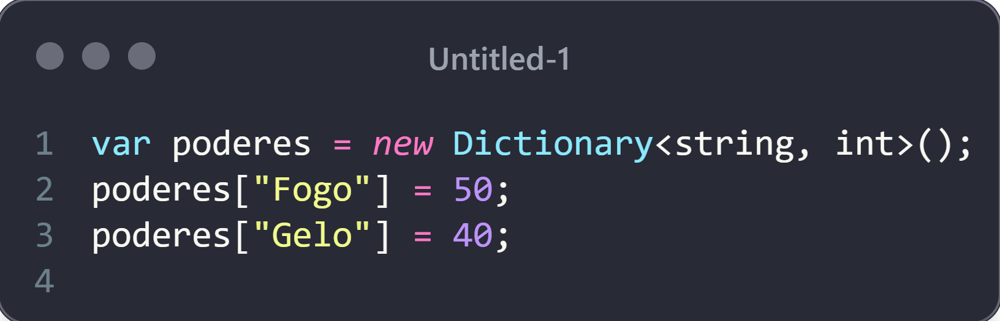 Untitled-1
1 var poderes = new Dictionary<string, int>();
2 poderes["Fogo"] = 50;
3 poderes["Gelo"] = 40;
4